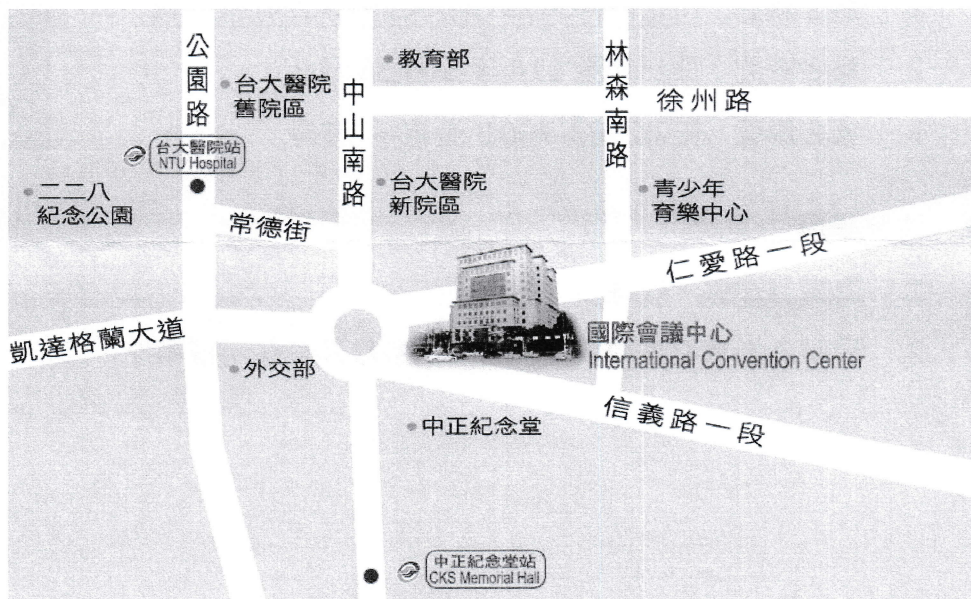 公園路
台大醫院
舊院區
中山南路
教育部
林森南路
徐州路
台大醫院站
NTU Hospital
二二八
紀念公園
常德街
台大醫院
新院區
青少年
育樂中心
仁愛路一段
凱達格蘭大道
外交部
國際會議中心
International Convention Center
信義路一段
中正紀念堂
中正紀念堂站
CKS Memorial Hall